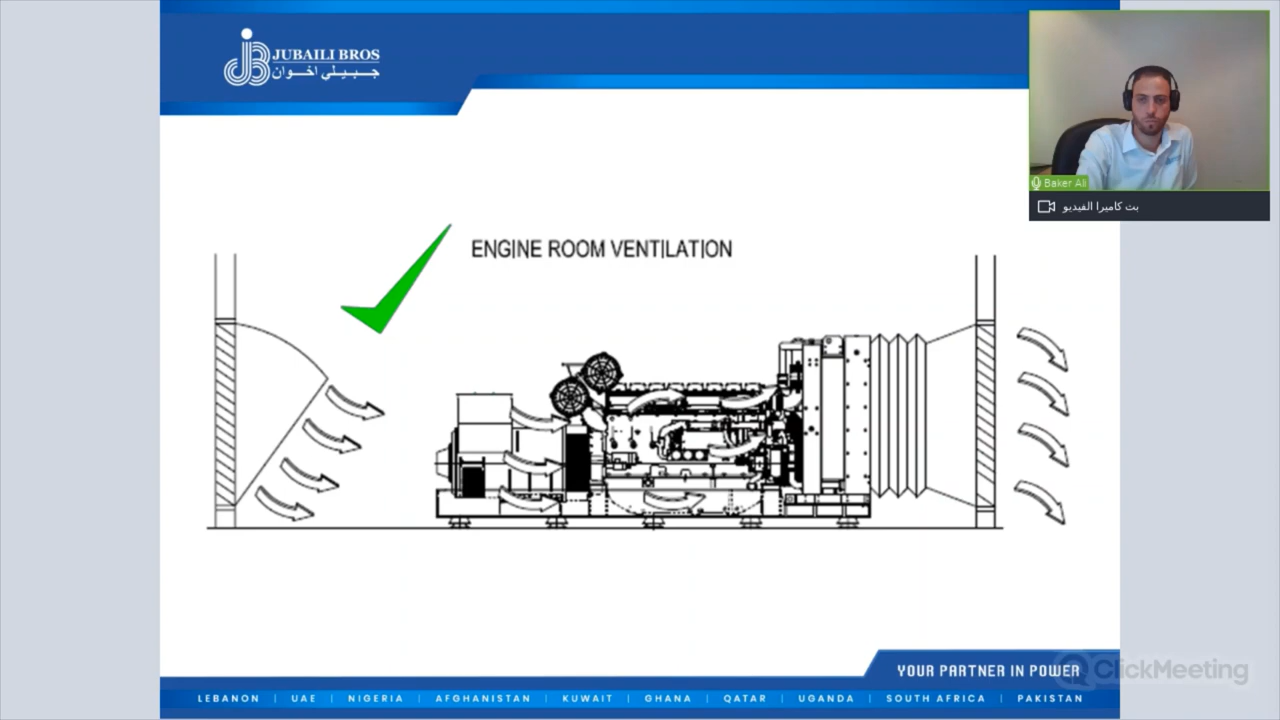 JUBAILI BROS
جبيلي اخوان
Baker Ali
بث كاميرا الفيديو
ENGINE ROOM VENTILATION
YOUR PARTNER IN POWER
ClickMeeting
LEBANON | UAE | NIGERIA | AFGHANISTAN | KUWAIT | GHANA | QATAR | UGANDA | SOUTH AFRICA | PAKISTAN